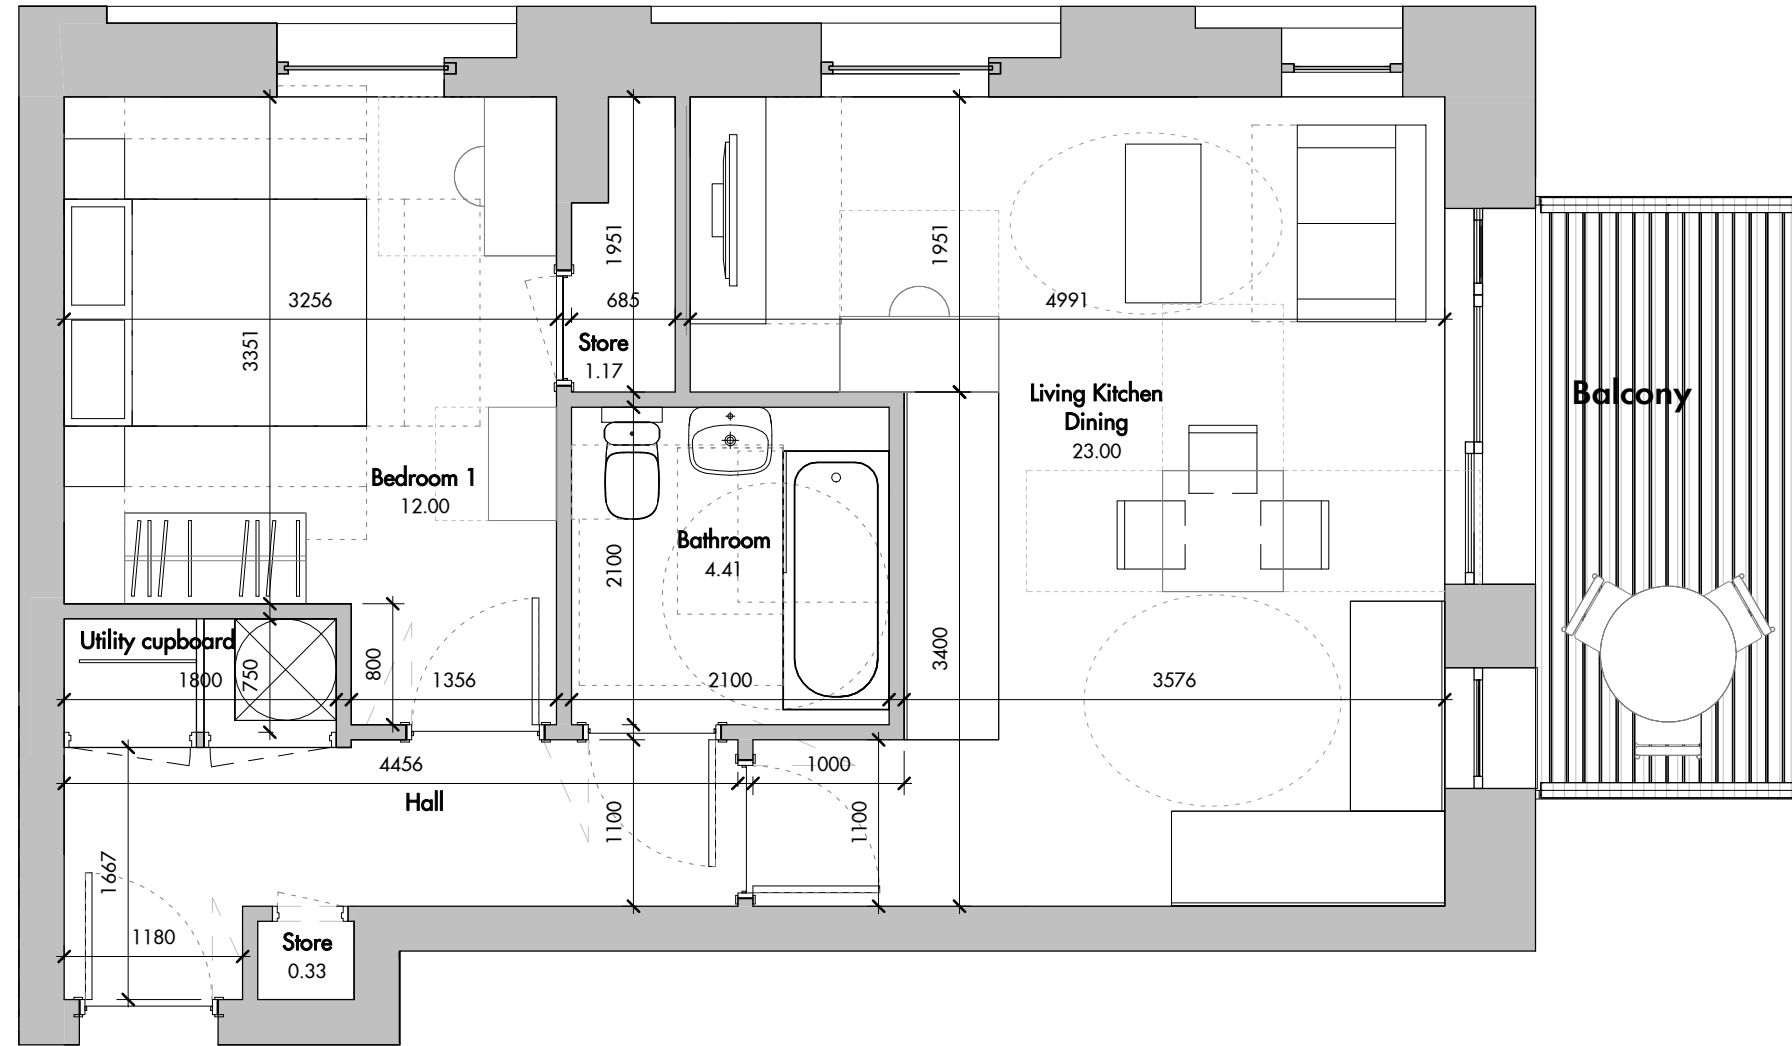 1951
1951
3256
685
4991
3351
Store
1.17
Living Kitchen
Dining
23.00
Balcony
Bedroom 1
12.00
Bathroom
4.41
2100
Utility cupboard
1800
750
800
1356
2100
3400
3576
4456
1000
Hall
1100
1100
1667
1180
Store
0.33